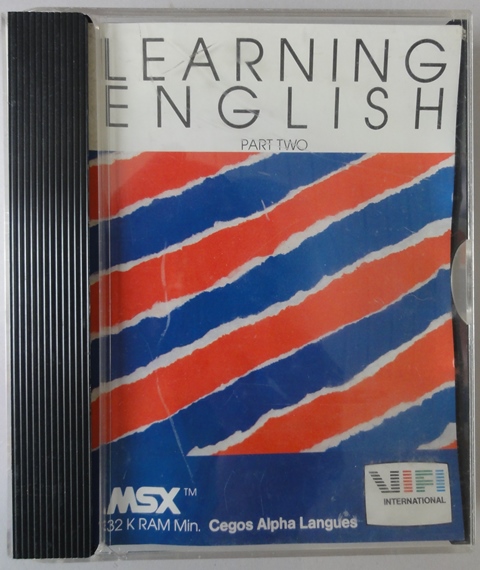 LEARNING
ENGLISH
PART TWO
MSX™
32 K RAM Min. Cegos Alpha Langues
VIFI
INTERNATIONAL